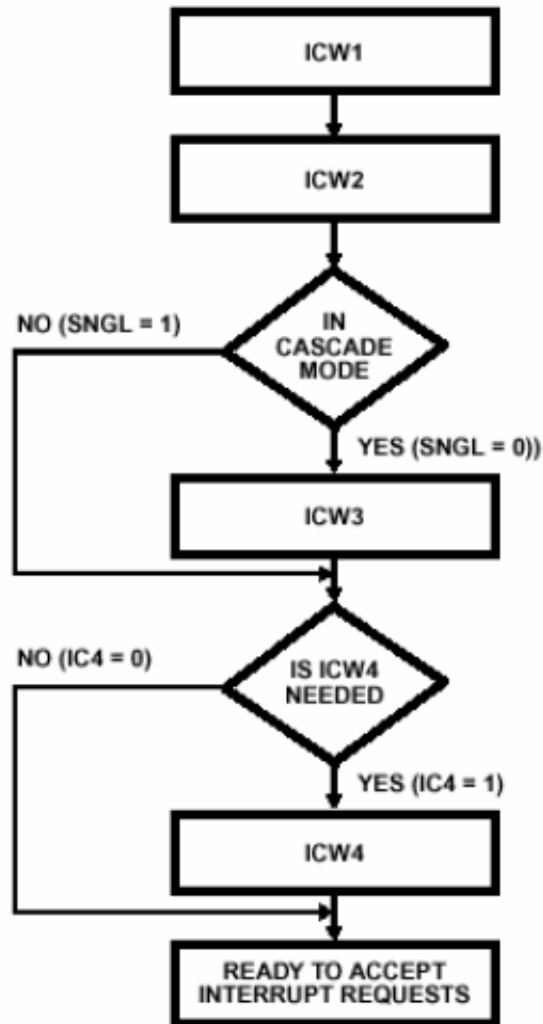 ICW1
ICW2
IN
CASCADE
MODE
NO (SNGL = 1)
YES (SNGL = 0))
ICW3
IS ICW4
NEEDED
NO (IC4 = 0)
YES (IC4 = 1)
ICW4
READY TO ACCEPT
INTERRUPT REQUESTS